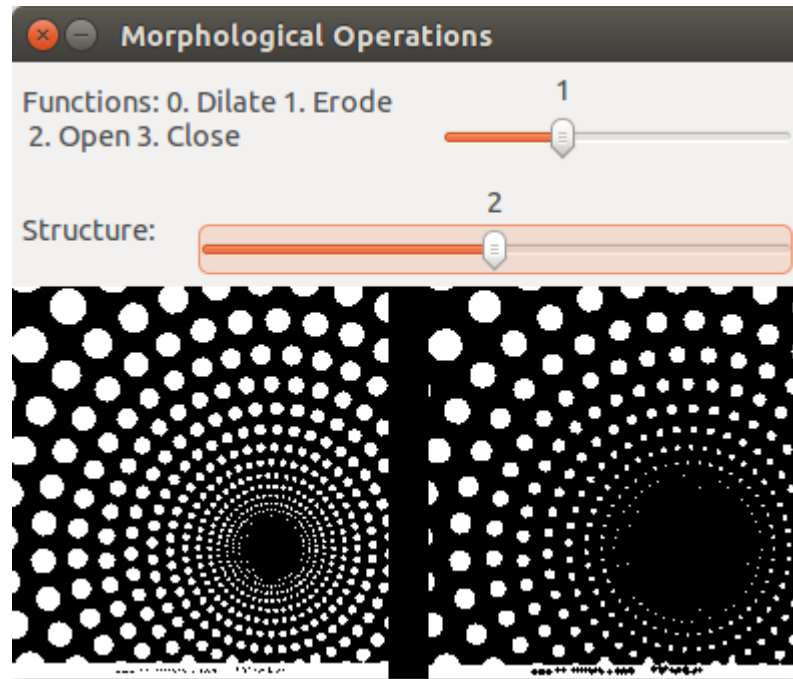 Morphological Operations
1
Functions: 0. Dilate 1. Erode
2. Open 3. Close
2
Structure: